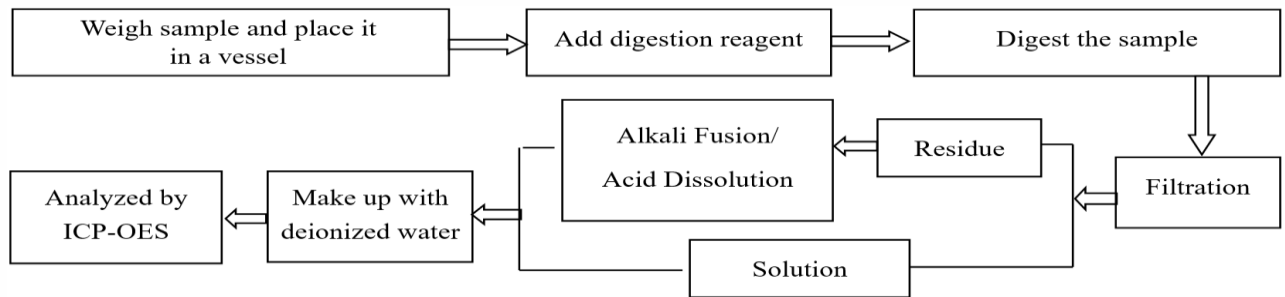 Weigh sample and place it
in a vessel
Add digestion reagent
Digest the sample
Filtration
Residue
Alkali Fusion/
Acid Dissolution
Solution
Make up with
deionized water
Analyzed by
ICP-OES